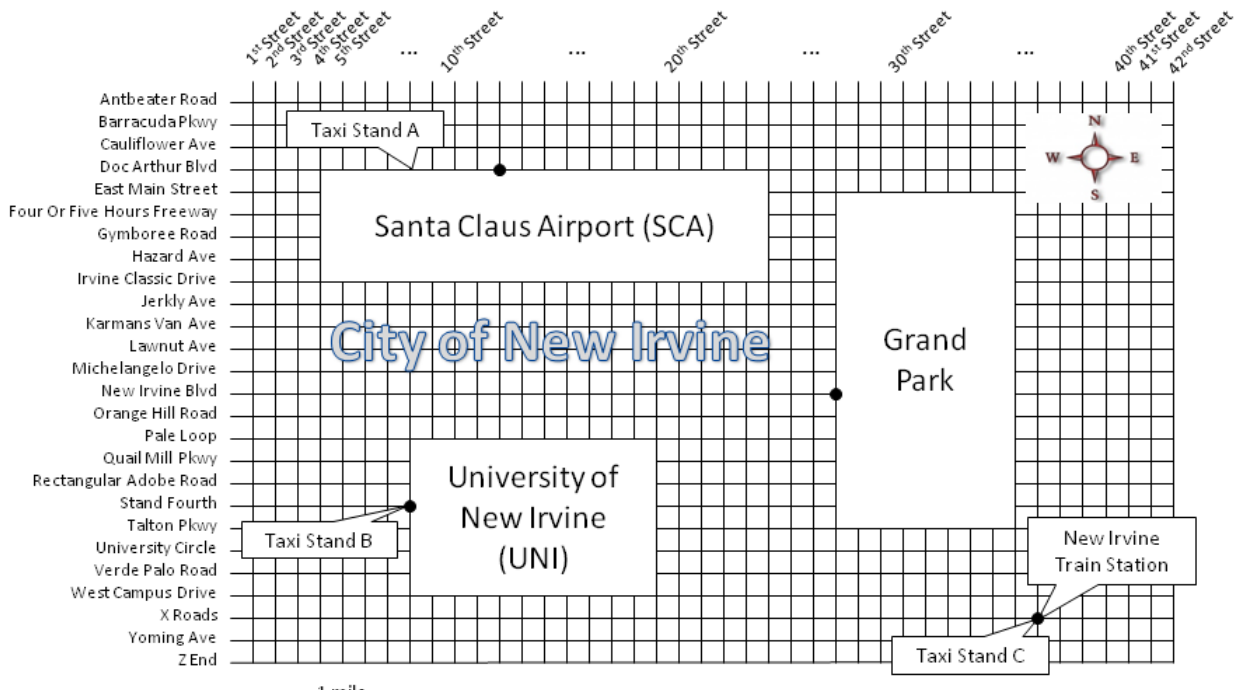 1st Street
2nd Street
3rd Street
4th Street
5th Street
...
10th Street
...
20th Street
...
30th Street
...
40th Street
41st Street
42nd Street
Antbeater Road
Barracuda Pkwy
Cauliflower Ave
Doc Arthur Blvd
East Main Street
Four Or Five Hours Freeway
Gymboree Road
Hazard Ave
Irvine Classic Drive
Jerkly Ave
Karmans Van Ave
Lawnut Ave
Michelangelo Drive
New Irvine Blvd
Orange Hill Road
Pale Loop
Quail Mill Pkwy
Rectangular Adobe Road
Stand Fourth
Talton Pkwy
University Circle
Verde Palo Road
West Campus Drive
X Roads
Yoming Ave
Z End
Taxi Stand A
N
W
E
S
Santa Claus Airport (SCA)
City of New Irvine
Grand
Park
University of
New Irvine
(UNI)
Taxi Stand B
New Irvine
Train Station
Taxi Stand C
1 mile